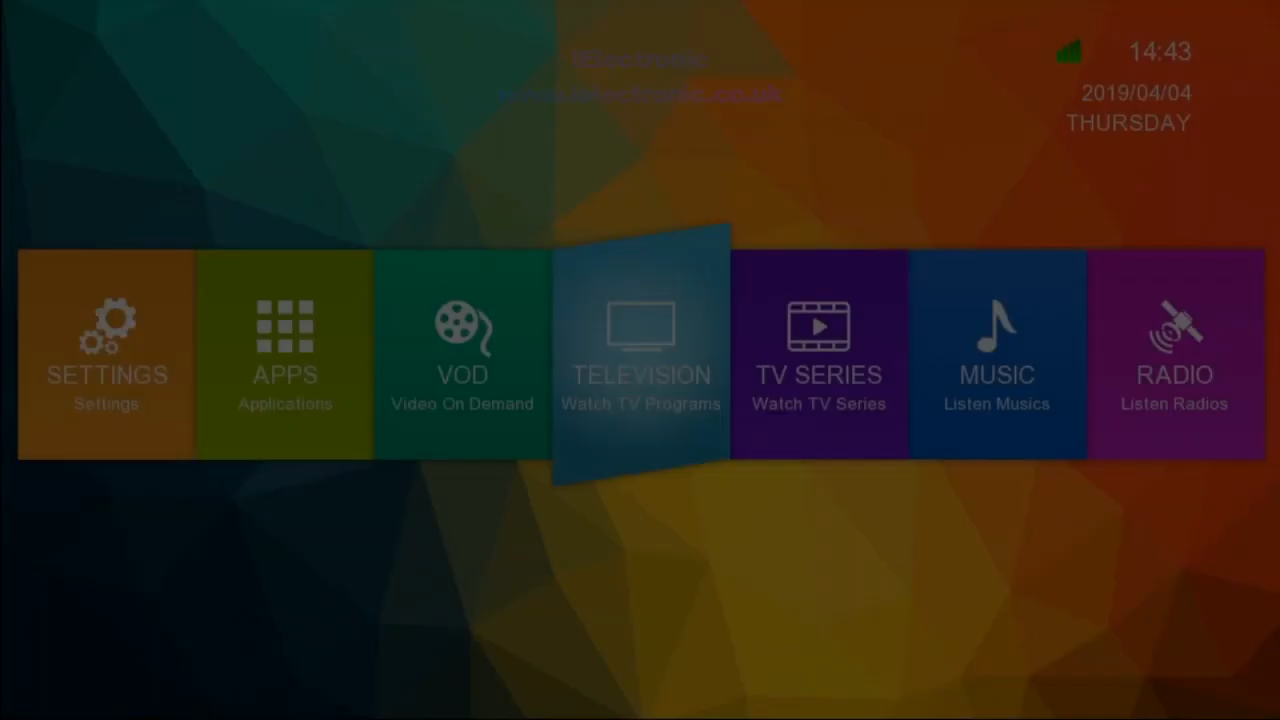 14:43
2019/04/04
THURSDAY
SETTINGS
Settings
APPS
Applications
VOD
Video On Demand
TELEVISION
Watch TV Programs
TV SERIES
Watch TV Series
MUSIC
Listen Musics
RADIO
Listen Radios